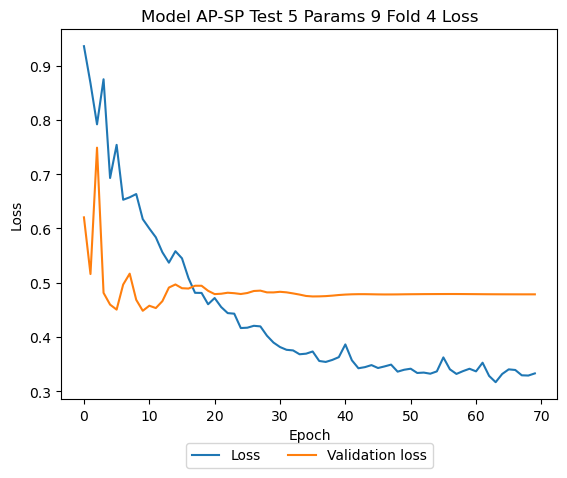 Model AP-SP Test 5 Params 9 Fold 4 Loss
0.9
0.8
0.7
0.6
0.5
0.4
0.3
Loss
0 10 20 30 40 50 60 70
Epoch
Loss Validation loss